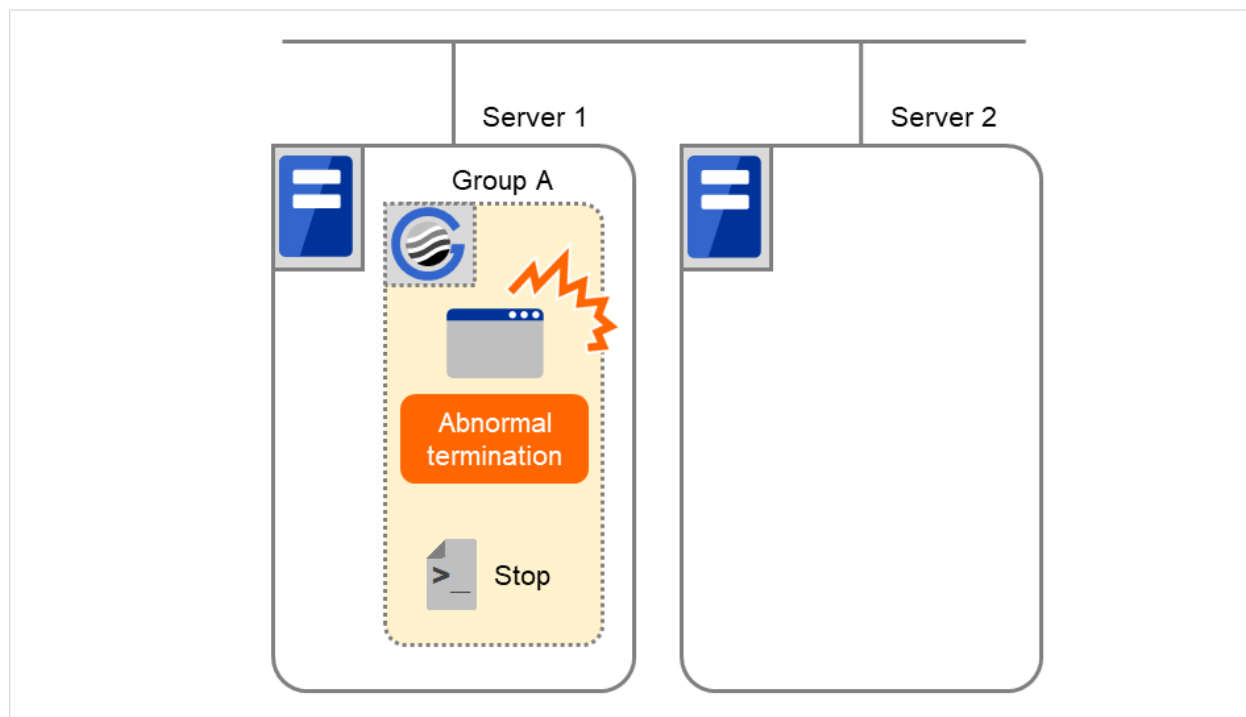 Server 1
Server 2
Group A
Abnormal
termination
>_
Stop